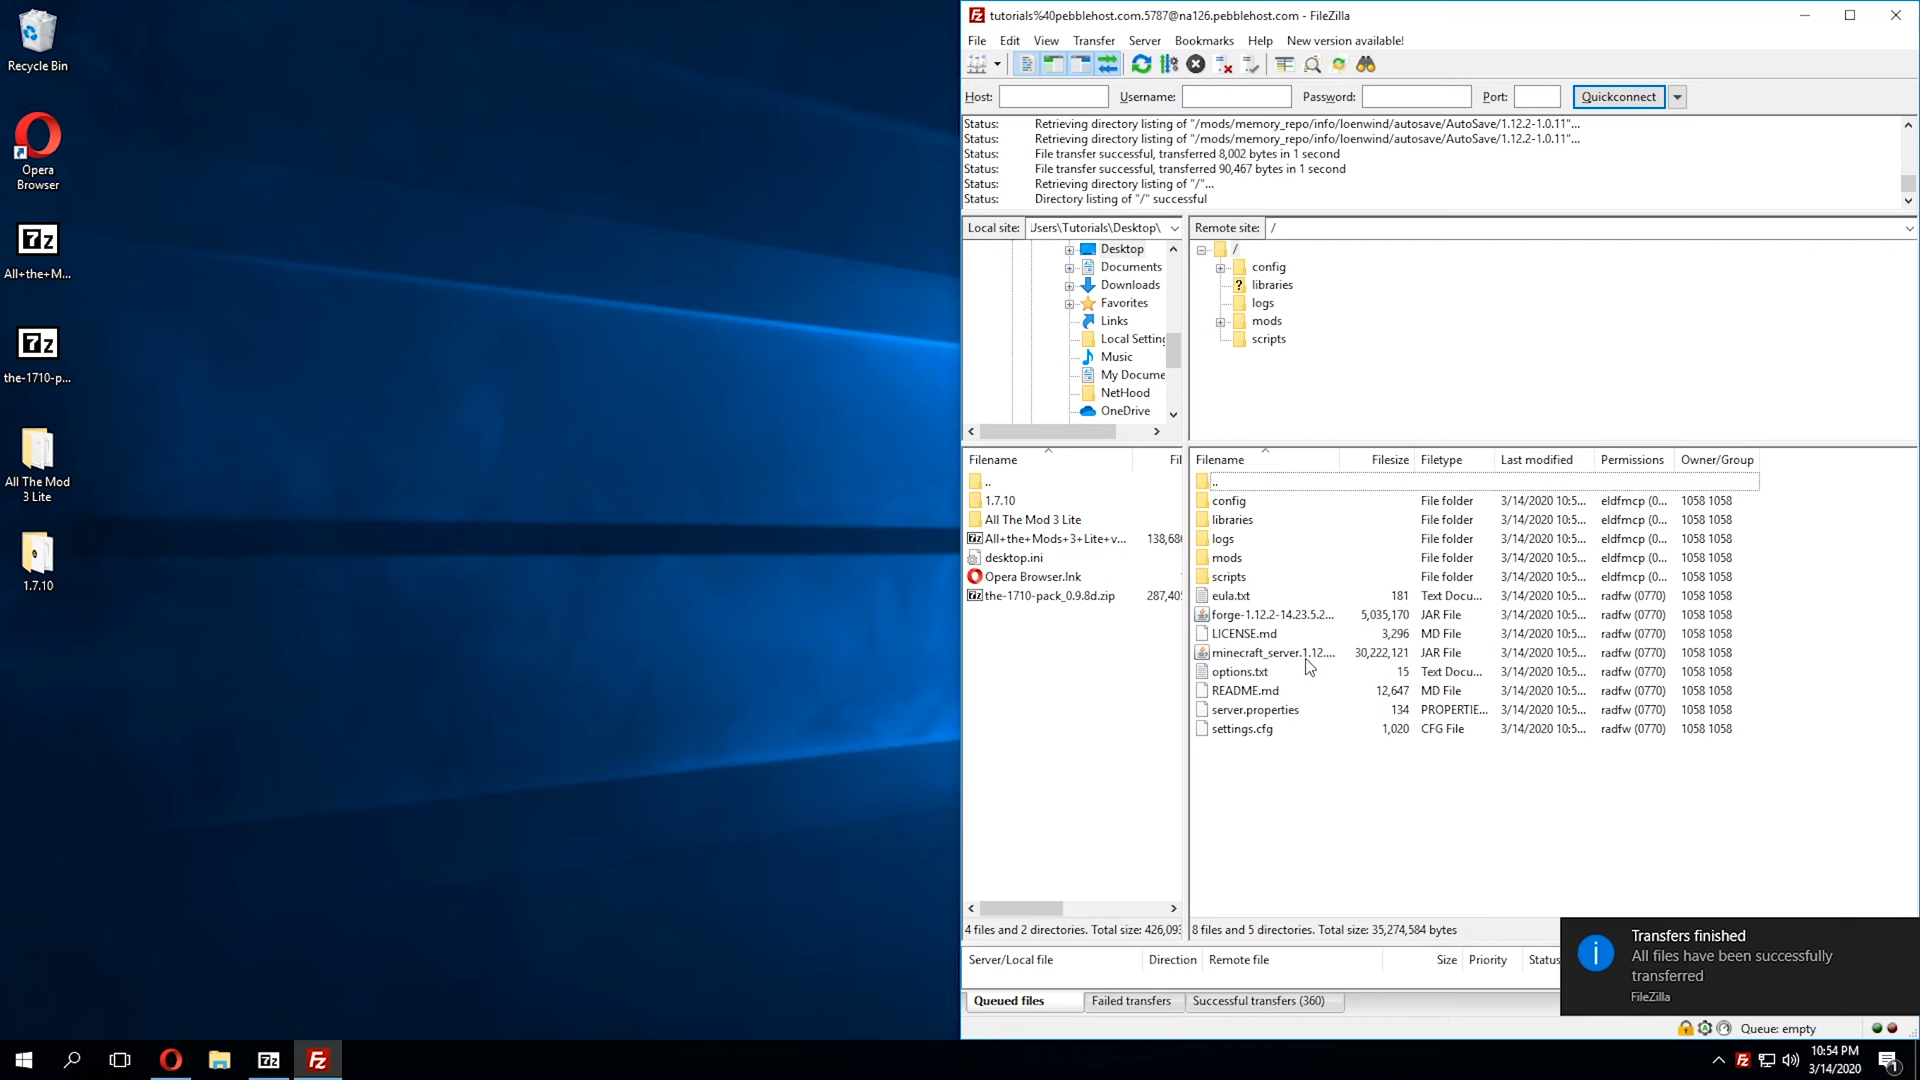 Recycle Bin
Opera
Browser
All+the+M...
the-1710-p...
All The Mod
3 Lite
1.7.10
tutorials%40pebblehost.com.5787@na126.pebblehost.com - FileZilla
File Edit View Transfer Server Bookmarks Help New version available!
Host: Username: Password: Port: Quickconnect
Status: Retrieving directory listing of "/mods/memory_repo/info/loenwind/autosave/AutoSave/1.12.2-1.0.11"...
Status: Retrieving directory listing of "/mods/memory_repo/info/loenwind/autosave/AutoSave/1.12.2-1.0.11"...
Status: File transfer successful, transferred 8,002 bytes in 1 second
Status: File transfer successful, transferred 90,467 bytes in 1 second
Status: Retrieving directory listing of "/"...
Status: Directory listing of "/" successful
Local site: Jsers\Tutorials\Desktop\
Desktop
Documents
Downloads
Favorites
Links
Local Setting
Music
My Docume
NetHood
OneDrive
Remote site: /
/
config
libraries
logs
mods
scripts
Filename Fil
..
1.7.10
All The Mod 3 Lite
All+the+Mods+3+Lite+v... 138,680
desktop.ini
Opera Browser.lnk
the-1710-pack_0.9.8d.zip 287,405
4 files and 2 directories. Total size: 426,093
Filename Filesize Filetype Last modified Permissions Owner/Group
..
config File folder 3/14/2020 10:5... eldfmcp (0... 1058 1058
libraries File folder 3/14/2020 10:5... eldfmcp (0... 1058 1058
logs File folder 3/14/2020 10:5... eldfmcp (0... 1058 1058
mods File folder 3/14/2020 10:5... eldfmcp (0... 1058 1058
scripts File folder 3/14/2020 10:5... eldfmcp (0... 1058 1058
eula.txt 181 Text Docu... 3/14/2020 10:5... radfw (0770) 1058 1058
forge-1.12.2-14.23.5.2... 5,035,170 JAR File 3/14/2020 10:5... radfw (0770) 1058 1058
LICENSE.md 3,296 MD File 3/14/2020 10:5... radfw (0770) 1058 1058
minecraft_server.1.12.... 30,222,121 JAR File 3/14/2020 10:5... radfw (0770) 1058 1058
options.txt 15 Text Docu... 3/14/2020 10:5... radfw (0770) 1058 1058
README.md 12,647 MD File 3/14/2020 10:5... radfw (0770) 1058 1058
server.properties 134 PROPERTIE... 3/14/2020 10:5... radfw (0770) 1058 1058
settings.cfg 1,020 CFG File 3/14/2020 10:5... radfw (0770) 1058 1058
8 files and 5 directories. Total size: 35,274,584 bytes
Server/Local file Direction Remote file Size Priority Status
Queued files Failed transfers Successful transfers (360)
Transfers finished
All files have been successfully
transferred
FileZilla
Queue: empty
10:54 PM
3/14/2020